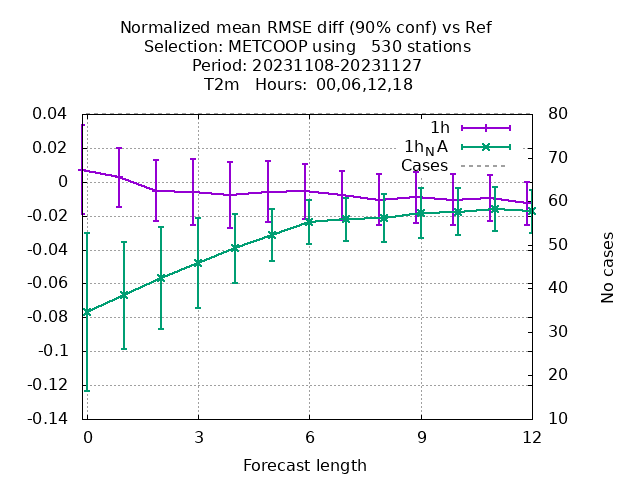 Normalized mean RMSE diff (90% conf) vs Ref
Selection: METCOOP using   530 stations
Period: 20231108-20231127
T2m   Hours:  00,06,12,18
0.04
0.02
0
-0.02
-0.04
-0.06
-0.08
-0.1
-0.12
-0.14
1h
1hNA
Cases
80
70
60
50
40
30
20
10
No cases
0 3 6 9 12
Forecast length